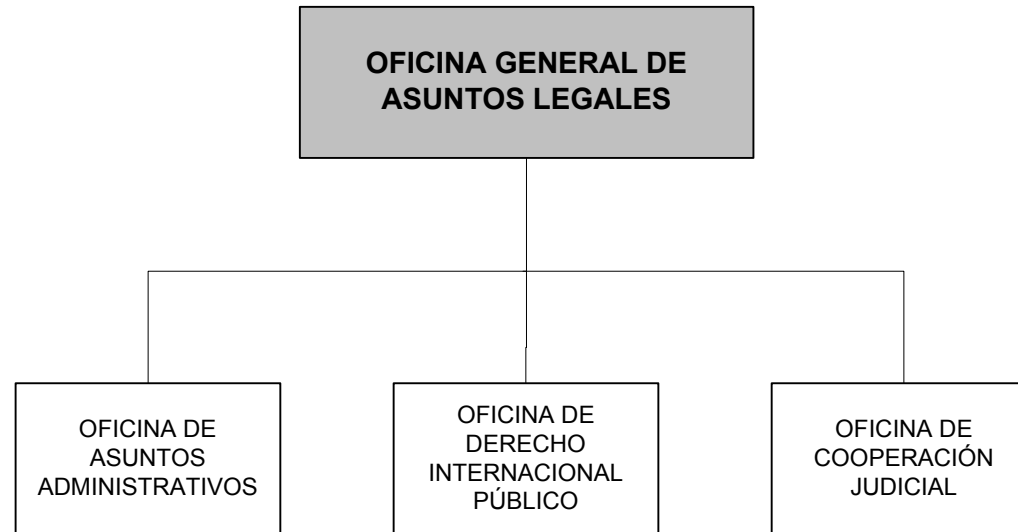 OFICINA GENERAL DE
ASUNTOS LEGALES
OFICINA DE
ASUNTOS
ADMINISTRATIVOS
OFICINA DE
DERECHO
INTERNACIONAL
PÚBLICO
OFICINA DE
COOPERACIÓN
JUDICIAL